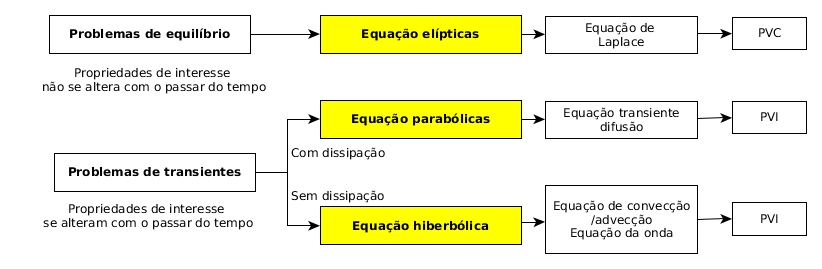 Problemas de equilíbrio
Equação elípticas
Equação de
Laplace
PVC
Propriedades de interesse
não se altera com o passar do tempo
Equação parabólicas
Equação transiente
difusão
PVI
Com dissipação
Problemas de transientes
Sem dissipação
Propriedades de interesse
se alteram com o passar do tempo
Equação hiberbólica
Equação de convecção
/advecção
Equação da onda
PVI